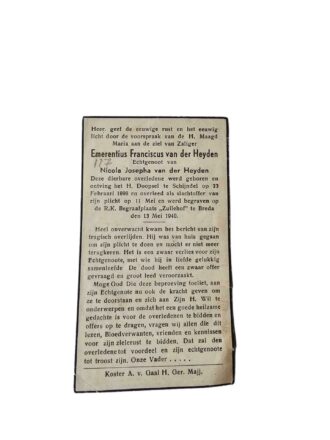 Heer, geef de eeuwige rust en het eeuwig
licht door de voorspraak van de H. Maagd
Maria aan de ziel van Zaliger
Emerentius Franciscus van der Heyden
Echtgenoot van
127
Nicola Josepha van der Heyden
Deze dierbare overledene werd geboren en
ontving het H. Doopsel te Schijndel op 23
Februari 1899 en overleed als slachtoffer van
zijn plicht op 11 Mei en werd begraven op
de R.K. Begraafplaats „Zuilehof" te Breda
den 13 Mei 1940.
Heel onverwacht kwam het bericht van zijn
tragisch overlijden. Hij was van huis gegaan
om zijn plicht te doen en mocht er niet meer
terugkeeren. Het is een zwaar verlies voor zijn
Echtgenoote, met wie hij in liefde gelukkig
samenleefde. De dood heeft een zwaar offer
gevraagd en groot leed veroorzaakt.
Moge God Die deze beproeving toeliet, aan
zijn Echtgenoote nu ook de kracht geven om
ze te doorstaan en zich aan Zijn H. Wil te
onderwerpen en omdat het een goede heilzame
gedachte is voor de overledenen te bidden en
offers op te dragen, vragen wij allen die dit
lezen, Bloedverwanten, vrienden en kennissen
voor zijn zielerust te bidden, Dat zal den
overledene tot voordeel en zijn echtgenoote
tot troost zijn. Onze Vader . . . . .
Koster A. v. Gaal H. Ger. Majj.